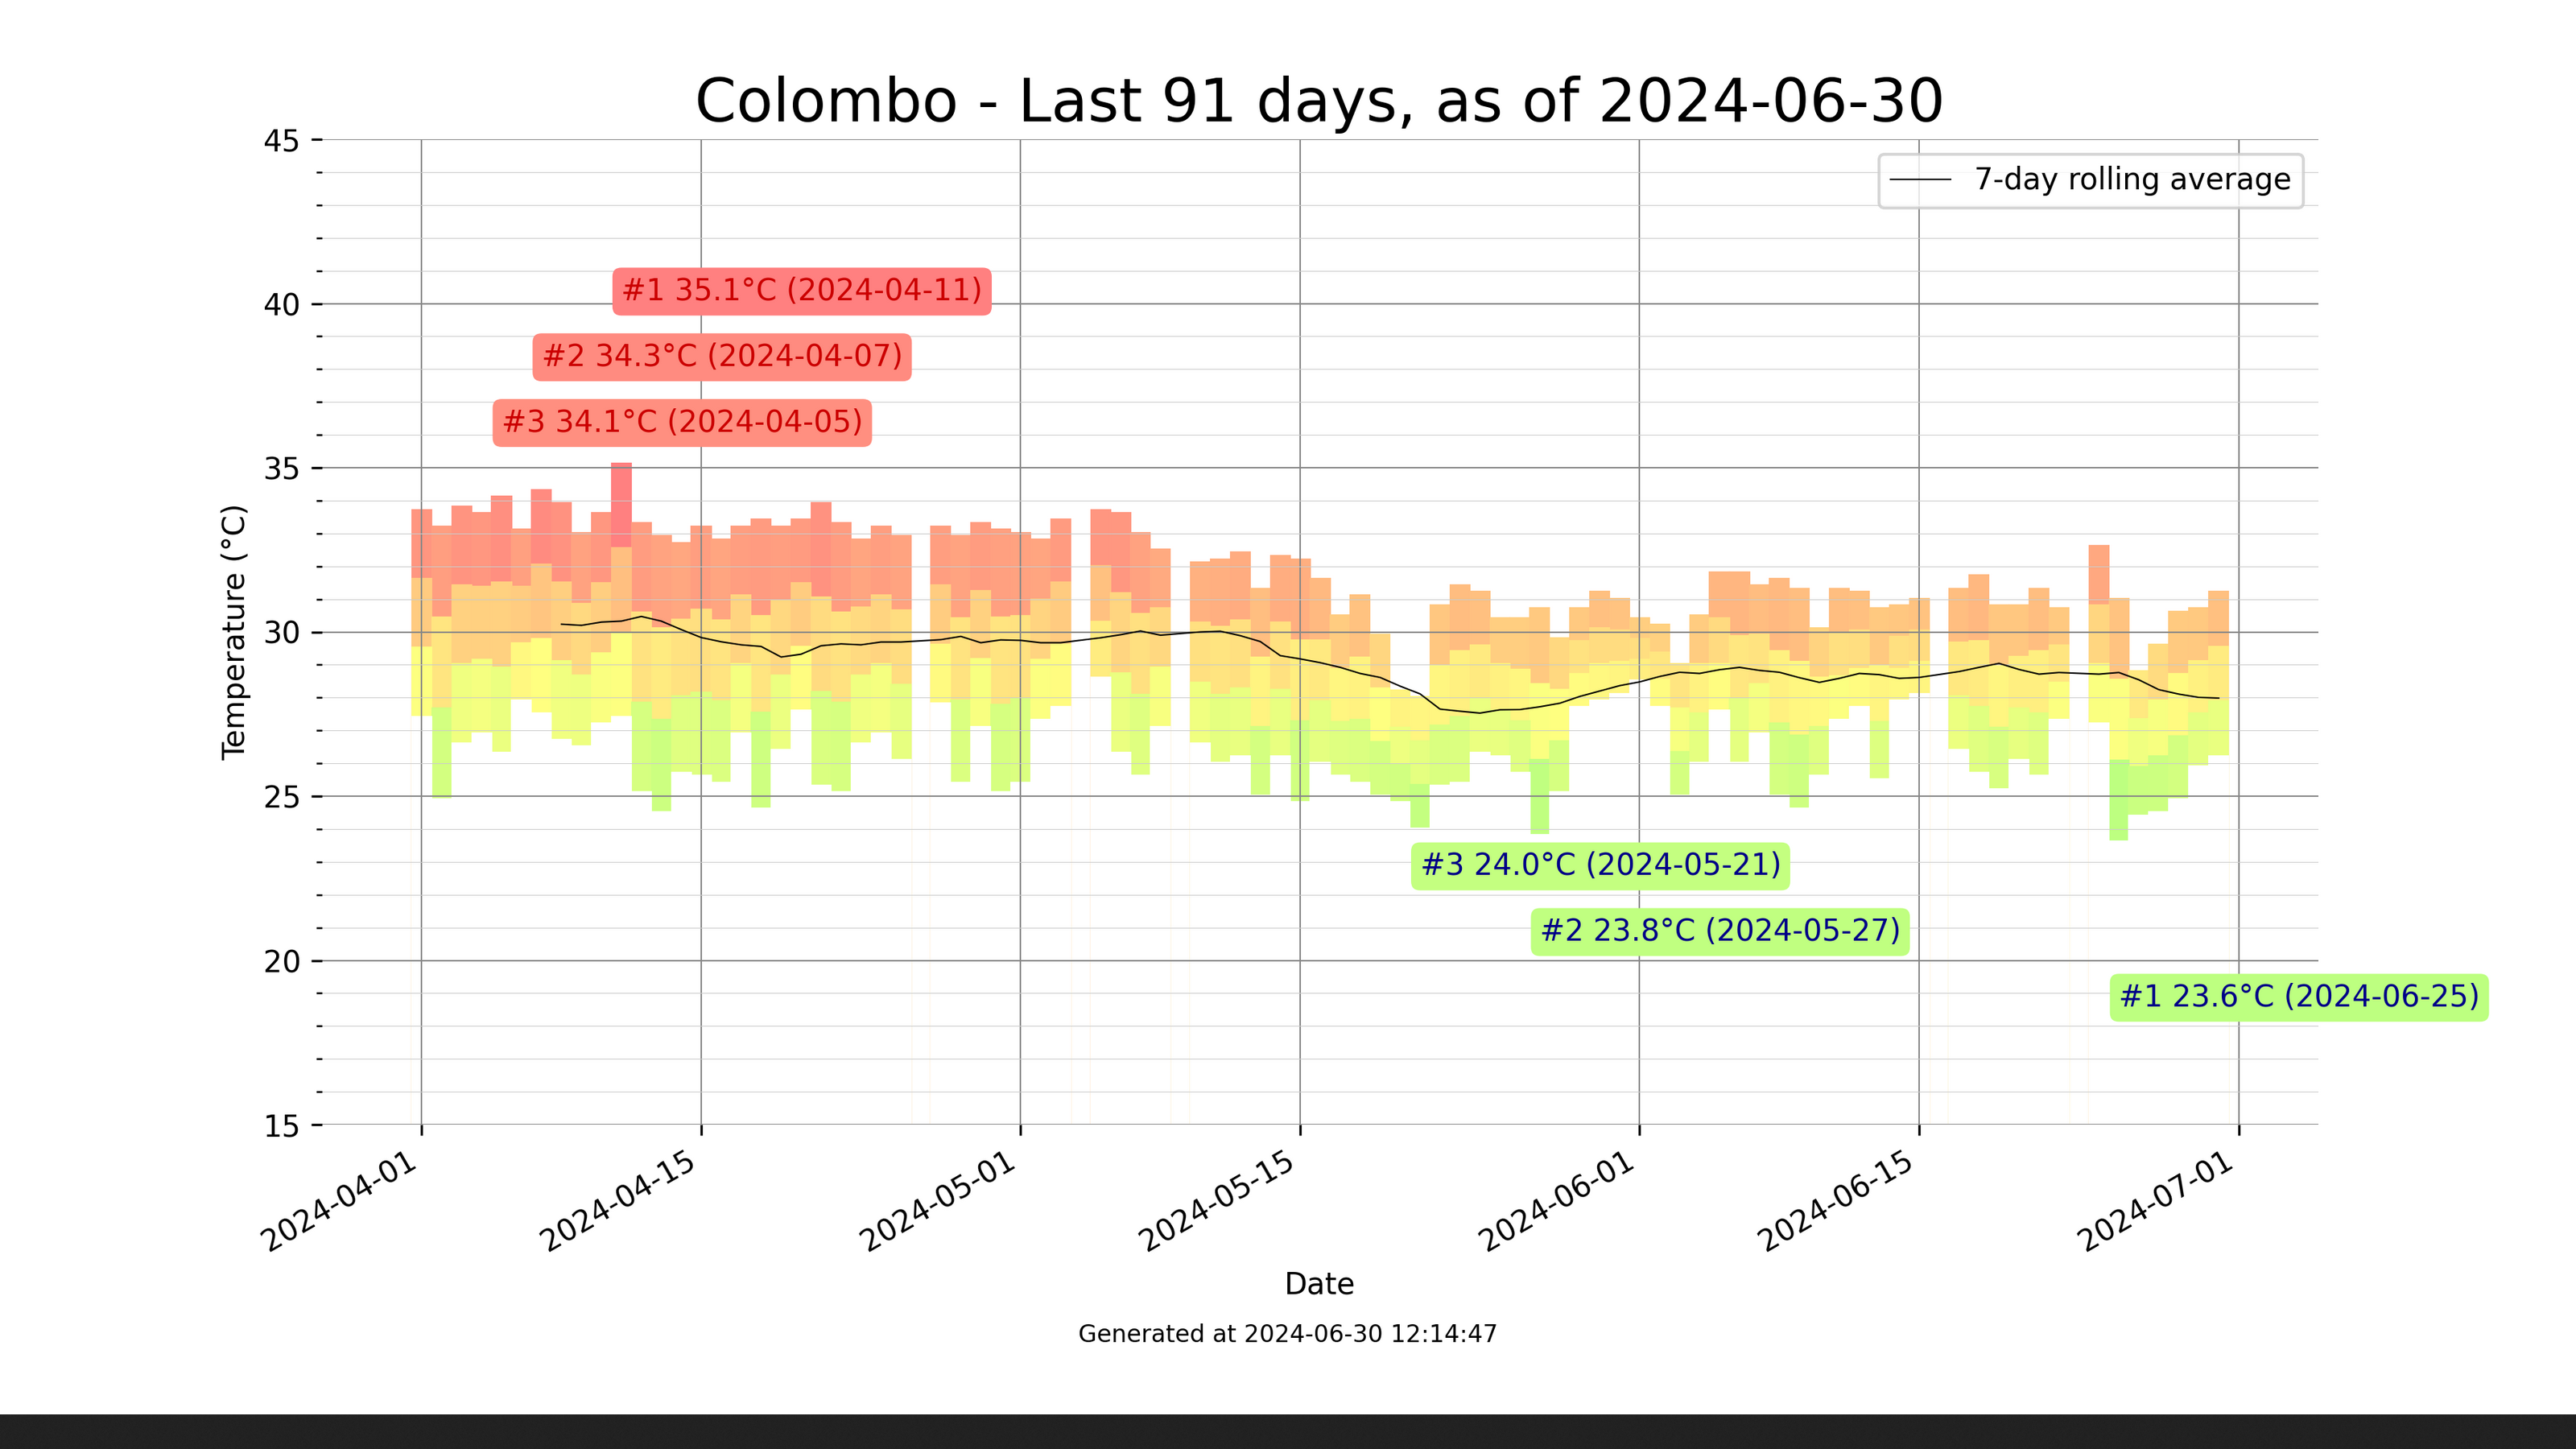 Colombo - Last 91 days, as of 2024-06-30
45
7-day rolling average
#1 35.1°C (2024-04-11)
40
#2 34.3°C (2024-04-07)
#3 34.1°C (2024-04-05)
35
Temperature (°C)
30
25
#3 24.0°C (2024-05-21)
#2 23.8°C (2024-05-27)
20
#1 23.6°C (2024-06-25)
15
2024-04-01
2024-04-15
2024-05-01
2024-05-15
2024-06-01
2024-06-15
2024-07-01
Date
Generated at 2024-06-30 12:14:47